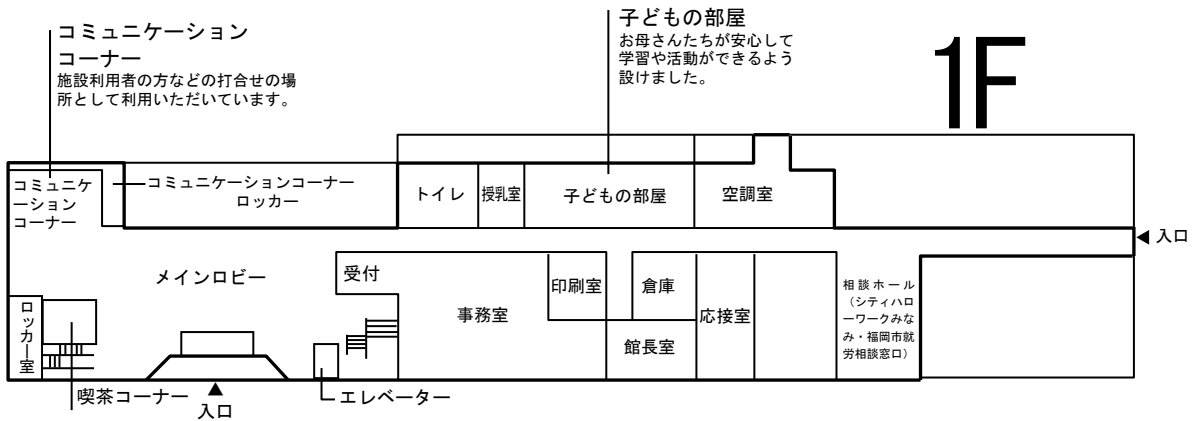 コミュニケーション
コーナー
施設利用者の方などの打合せの場
所として利用いただいています。
子どもの部屋
お母さんたちが安心して
学習や活動ができるよう
設けました。
1F
コミュニケ
ーション
コーナー
コミュニケーションコーナー
ロッカー
トイレ
授乳室
子どもの部屋
空調室
入口
メインロビー
受付
事務室
印刷室
倉庫
館長室
応接室
相談ホール
（シティハロ
ーワークみな
み・福岡市就
労相談窓口）
ロッカー室
喫茶コーナー
入口
エレベーター